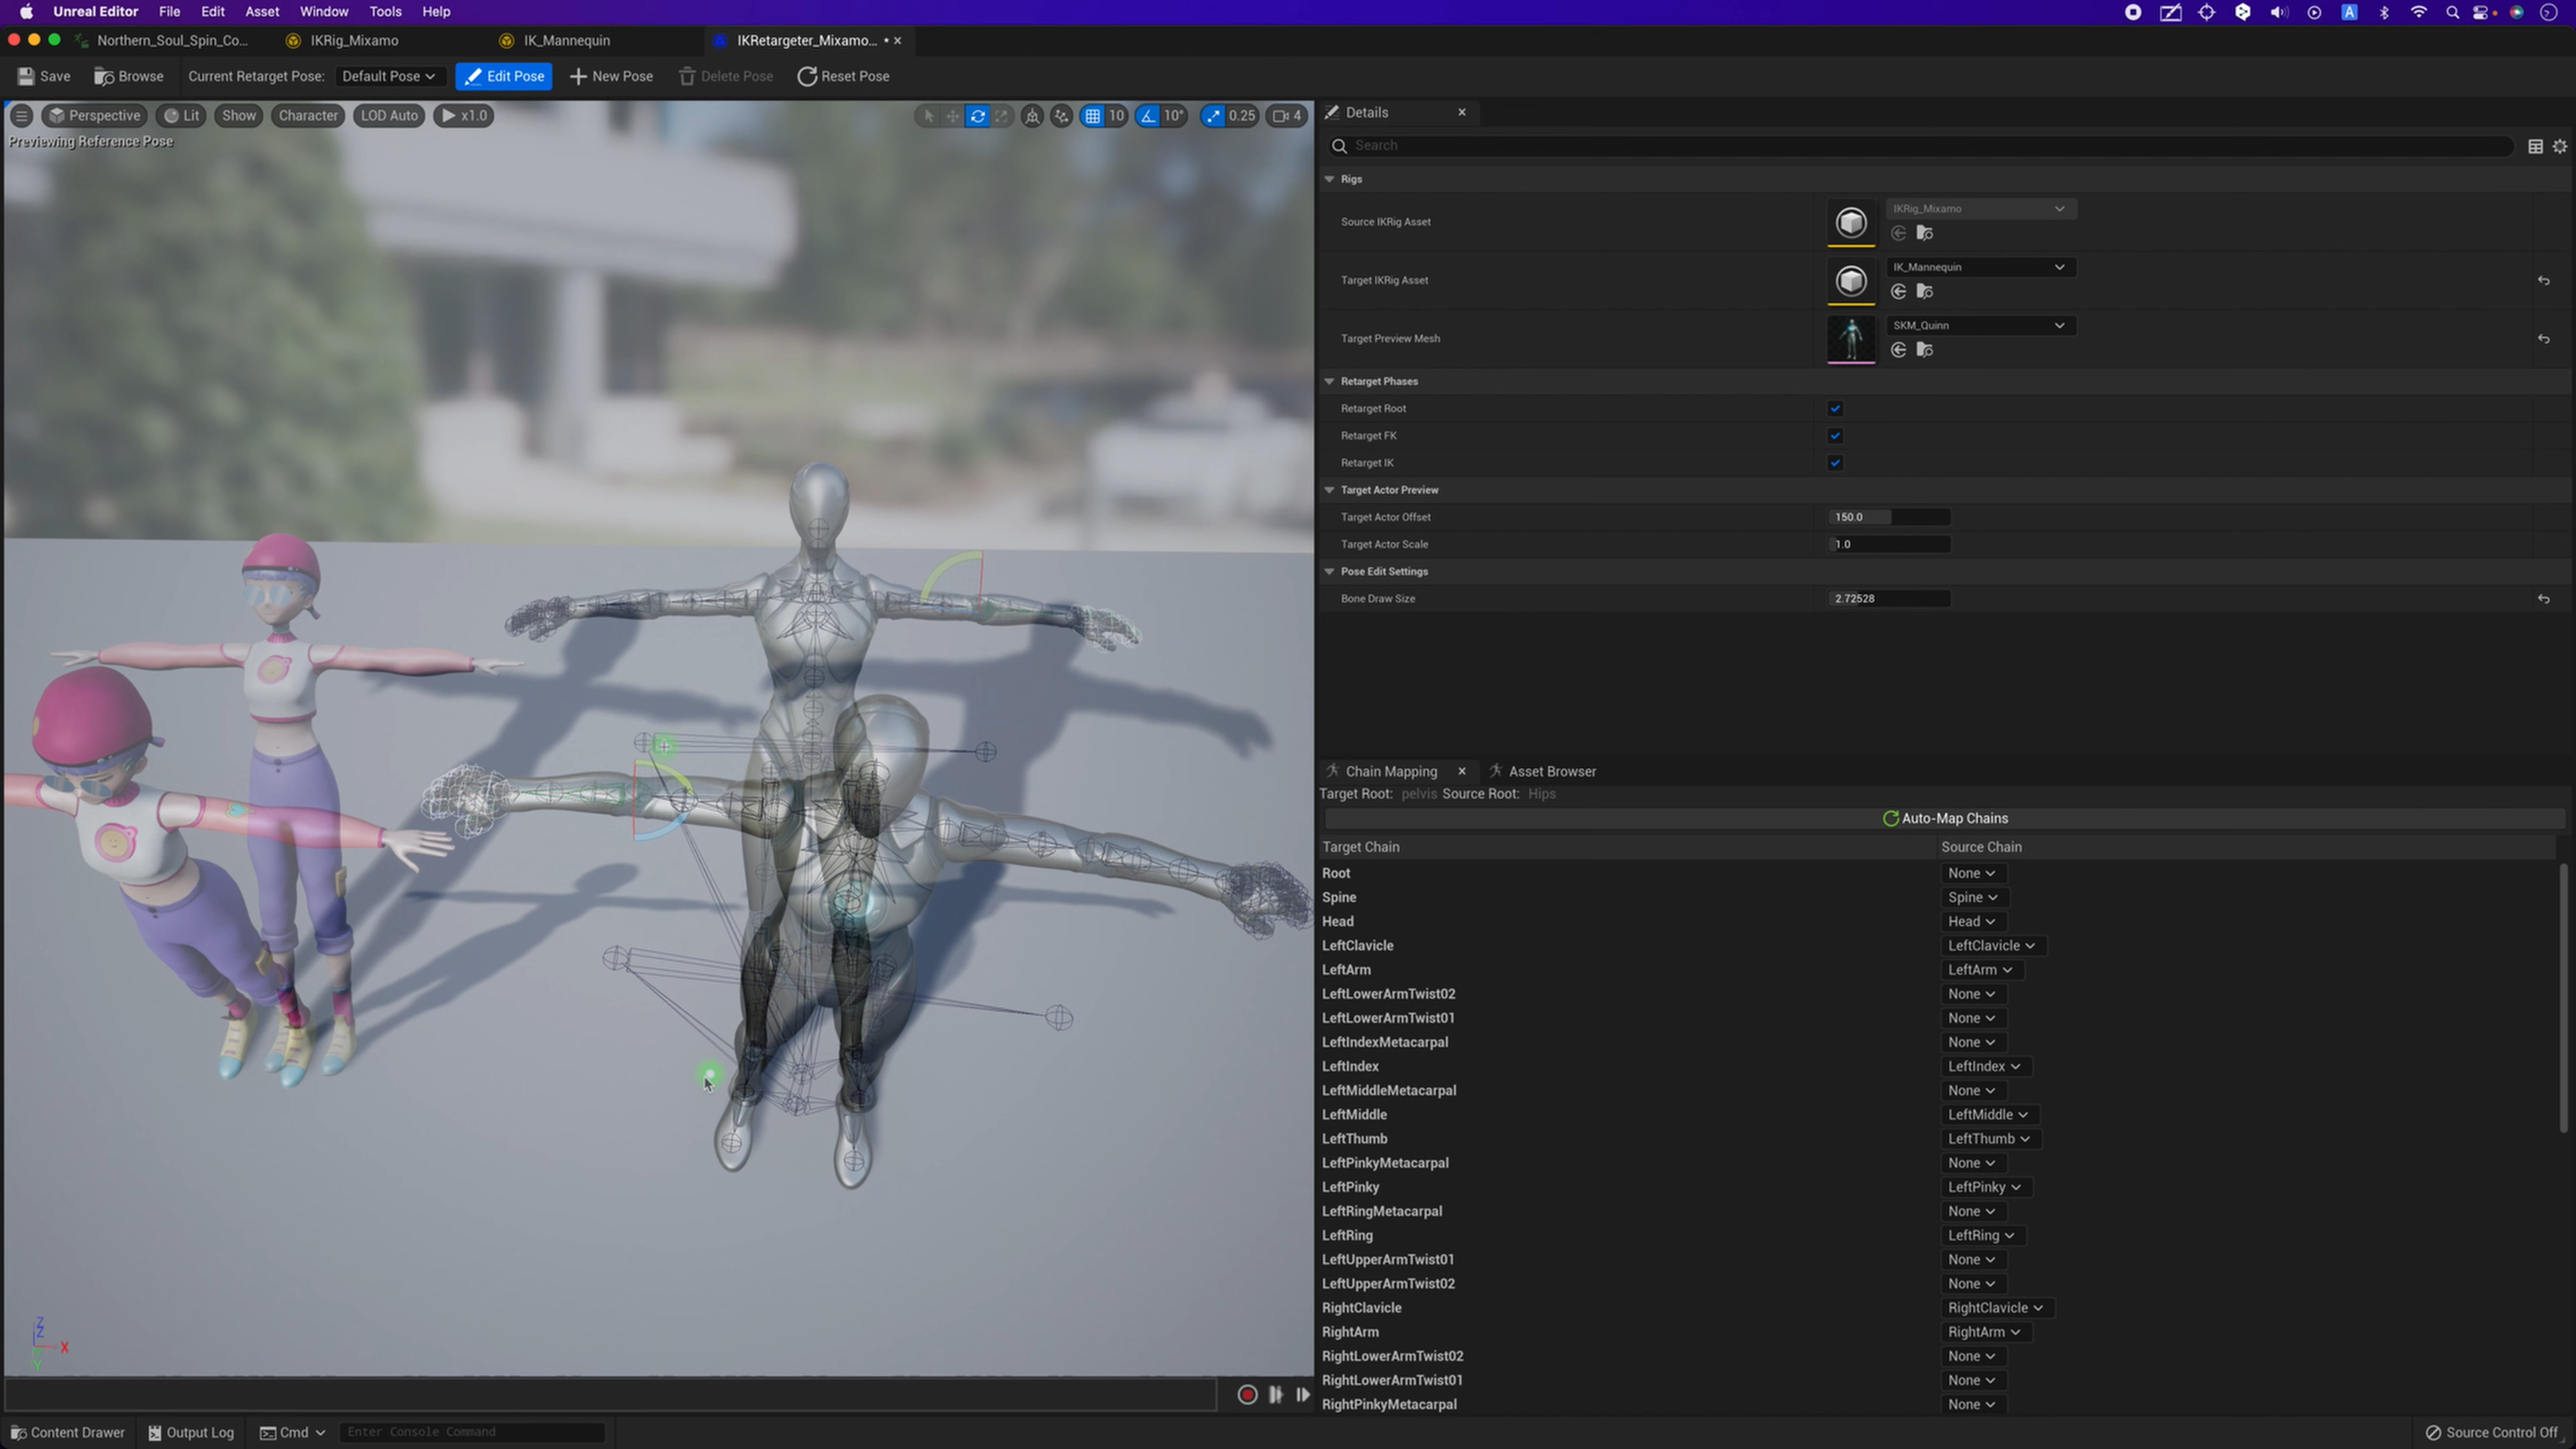 Unreal Editor File Edit Asset Window Tools Help
A
Northern_Soul_Spin_Co... IKRig_Mixamo IK_Mannequin IKRetargeter_Mixamo... •
Save Browse Current Retarget Pose: Default Pose Edit Pose New Pose Delete Pose Reset Pose
Perspective Lit Show Character LOD Auto x1.0 10 10° 0.25 4
Previewing Reference Pose
Details
Search
Rigs
Source IKRig Asset IKRig_Mixamo
Target IKRig Asset IK_Mannequin
Target Preview Mesh SKM_Quinn
Retarget Phases
Retarget Root
Retarget FK
Retarget IK
Target Actor Preview
Target Actor Offset 150.0
Target Actor Scale 1.0
Pose Edit Settings
Bone Draw Size 2.72528
Chain Mapping Asset Browser
Target Root: pelvis Source Root: Hips
Auto-Map Chains
Target Chain Source Chain
Root None
Spine Spine
Head Head
LeftClavicle LeftClavicle
LeftArm LeftArm
LeftLowerArmTwist02 None
LeftLowerArmTwist01 None
LeftIndexMetacarpal None
LeftIndex LeftIndex
LeftMiddleMetacarpal None
LeftMiddle LeftMiddle
LeftThumb LeftThumb
LeftPinkyMetacarpal None
LeftPinky LeftPinky
LeftRingMetacarpal None
LeftRing LeftRing
LeftUpperArmTwist01 None
LeftUpperArmTwist02 None
RightClavicle RightClavicle
RightArm RightArm
RightLowerArmTwist02 None
RightLowerArmTwist01 None
RightPinkyMetacarpal None
Z
Z
X
Y
Content Drawer Output Log Cmd Enter Console Command Source Control Off